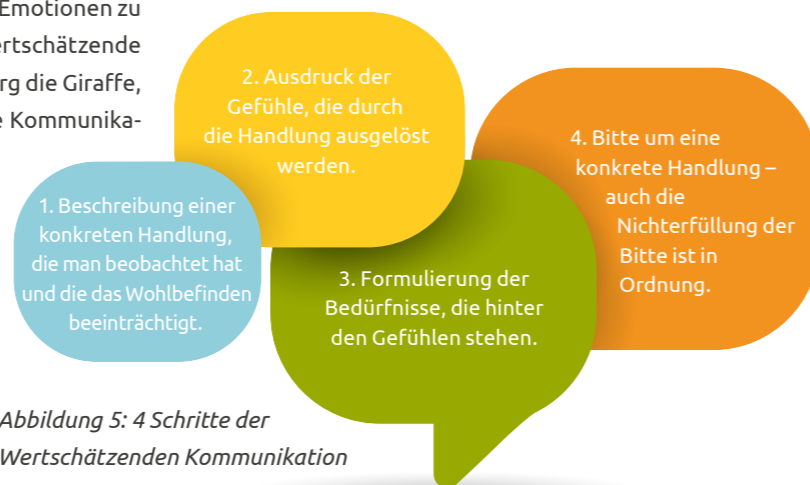 Emotionen zu
die Giraffe,
Kommunika-
2. Ausdruck der
Gefühle, die durch
die Handlung ausgelöst
werden.
4. Bitte um eine
konkrete Handlung –
auch die
Nichterfüllung der
Bitte ist in
Ordnung.
1. Beschreibung einer
konkreten Handlung,
die man beobachtet hat
und die das Wohlbefinden
beeinträchtigt.
3. Formulierung der
Bedürfnisse, die hinter
den Gefühlen stehen.
Abbildung 5: 4 Schritte der
Wertschätzenden Kommunikation